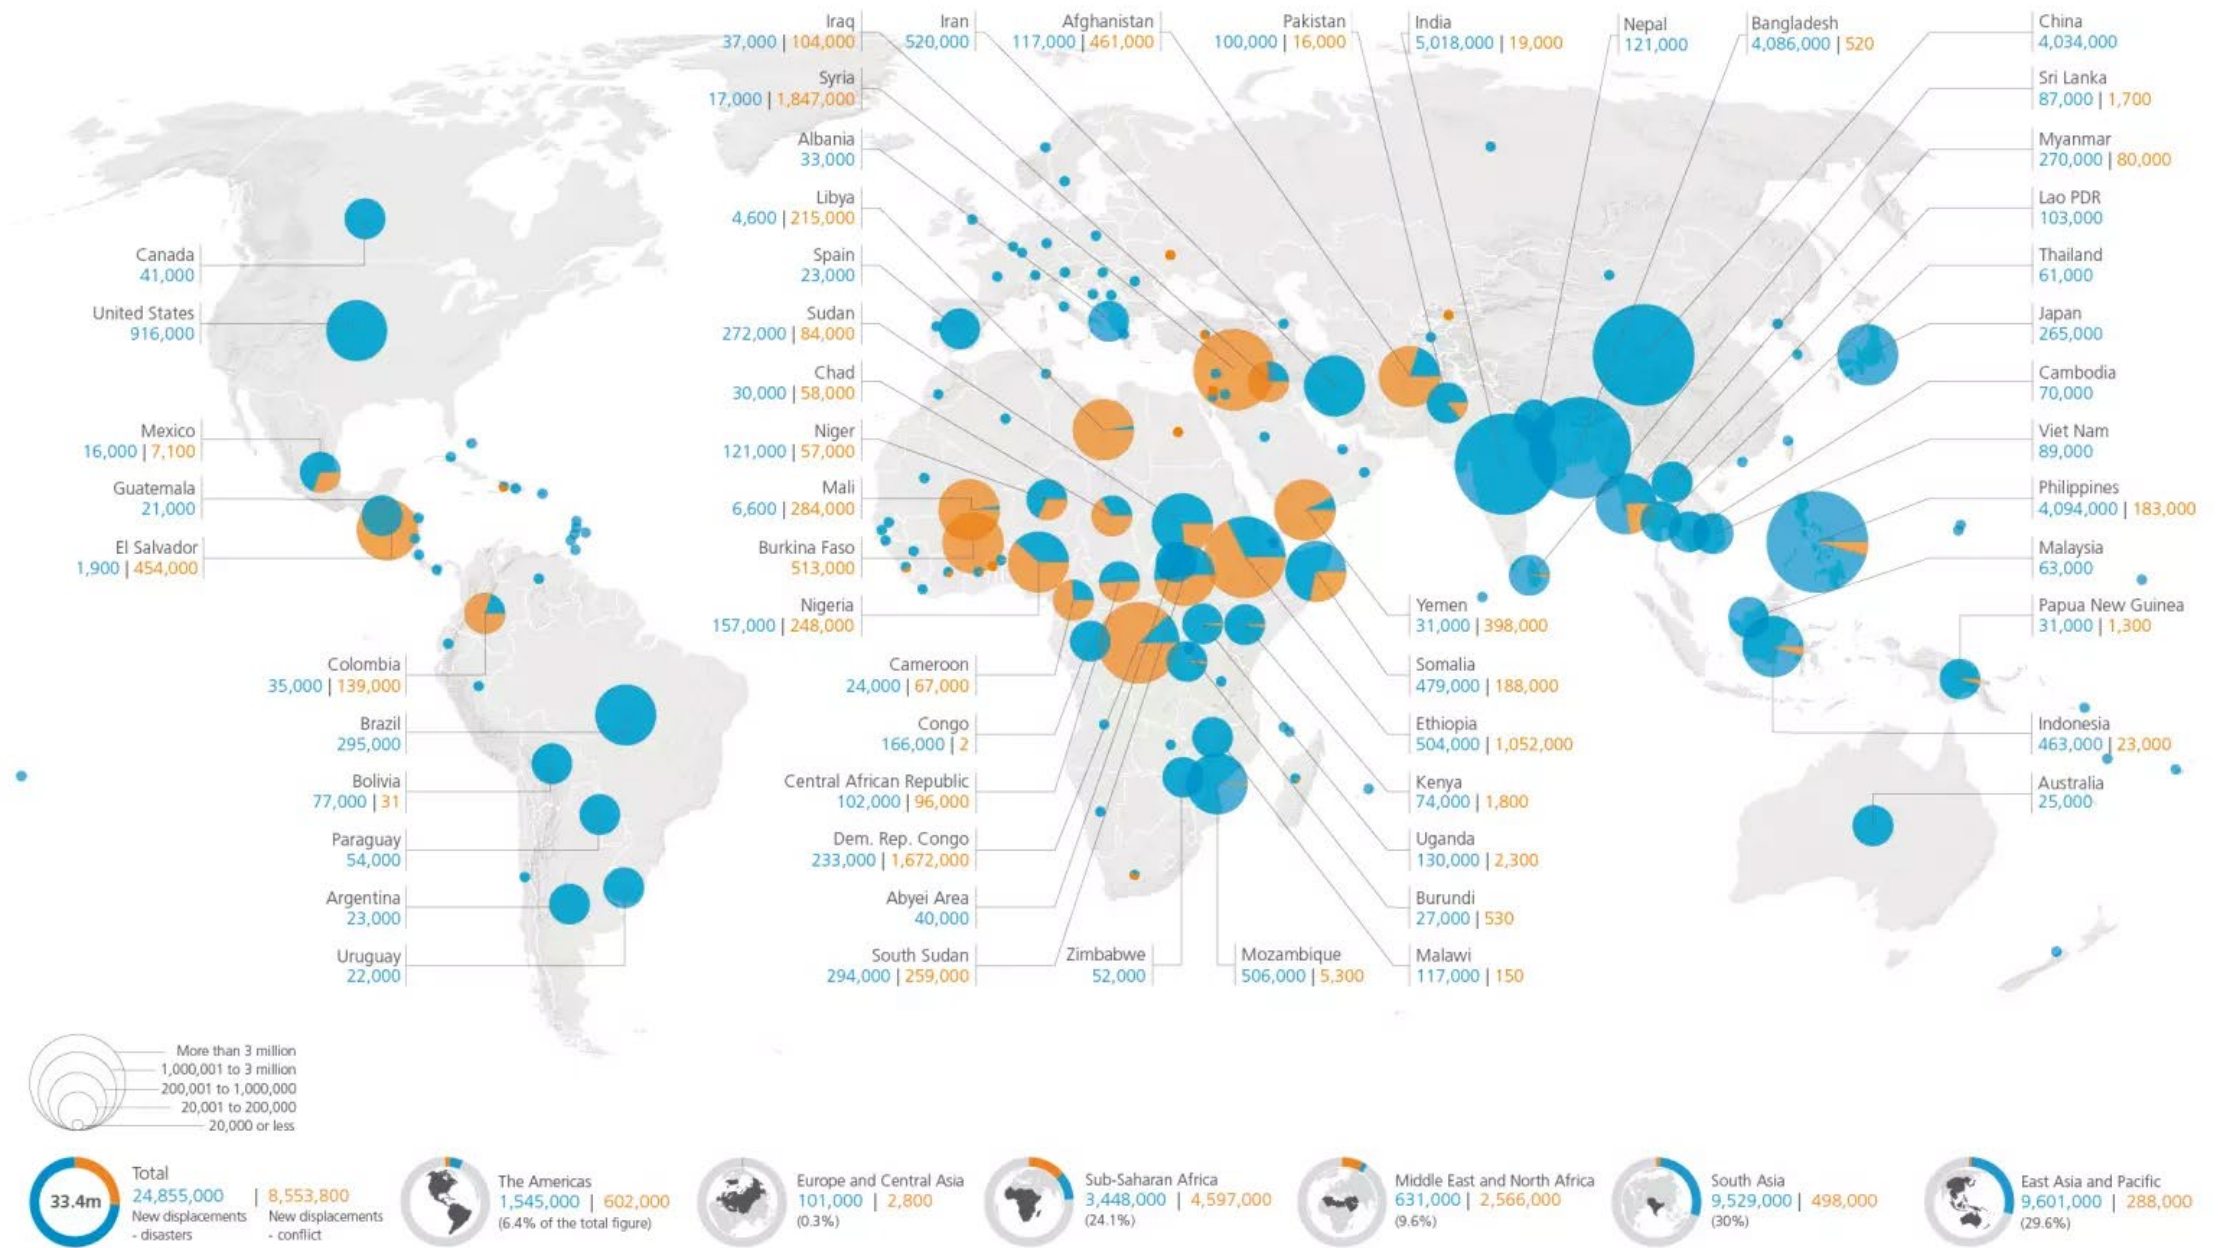 Iraq
37,000 | 104,000
Iran
520,000
Afghanistan
117,000 | 461,000
Pakistan
100,000 | 16,000
India
5,018,000 | 19,000
Nepal
121,000
Bangladesh
4,086,000 | 520
China
4,034,000
Syria
17,000 | 1,847,000
Albania
33,000
Libya
4,600 | 215,000
Spain
23,000
Sudan
272,000 | 84,000
Chad
30,000 | 58,000
Niger
121,000 | 57,000
Mali
6,600 | 284,000
Burkina Faso
513,000
Nigeria
157,000 | 248,000
Canada
41,000
United States
916,000
Mexico
16,000 | 7,100
Guatemala
21,000
El Salvador
1,900 | 454,000
Colombia
35,000 | 139,000
Brazil
295,000
Bolivia
77,000 | 31
Paraguay
54,000
Argentina
23,000
Uruguay
22,000
Cameroon
24,000 | 67,000
Congo
166,000 | 2
Central African Republic
102,000 | 96,000
Dem. Rep. Congo
233,000 | 1,672,000
Abyei Area
40,000
South Sudan
294,000 | 259,000
Zimbabwe
52,000
Mozambique
506,000 | 5,300
Yemen
31,000 | 398,000
Somalia
479,000 | 188,000
Ethiopia
504,000 | 1,052,000
Kenya
74,000 | 1,800
Uganda
130,000 | 2,300
Burundi
27,000 | 530
Malawi
117,000 | 150
Sri Lanka
87,000 | 1,700
Myanmar
270,000 | 80,000
Lao PDR
103,000
Thailand
61,000
Japan
265,000
Cambodia
70,000
Viet Nam
89,000
Philippines
4,094,000 | 183,000
Malaysia
63,000
Papua New Guinea
31,000 | 1,300
Indonesia
463,000 | 23,000
Australia
25,000
More than 3 million
1,000,001 to 3 million
200,001 to 1,000,000
20,001 to 200,000
20,000 or less
33.4m
Total
24,855,000 | 8,553,800
New displacements - disasters
New displacements - conflict
The Americas
1,545,000 | 602,000
(6.4% of the total figure)
Europe and Central Asia
101,000 | 2,800
(0.3%)
Sub-Saharan Africa
3,448,000 | 4,597,000
(24.1%)
Middle East and North Africa
631,000 | 2,566,000
(9.6%)
South Asia
9,529,000 | 498,000
(30%)
East Asia and Pacific
9,601,000 | 288,000
(29.6%)